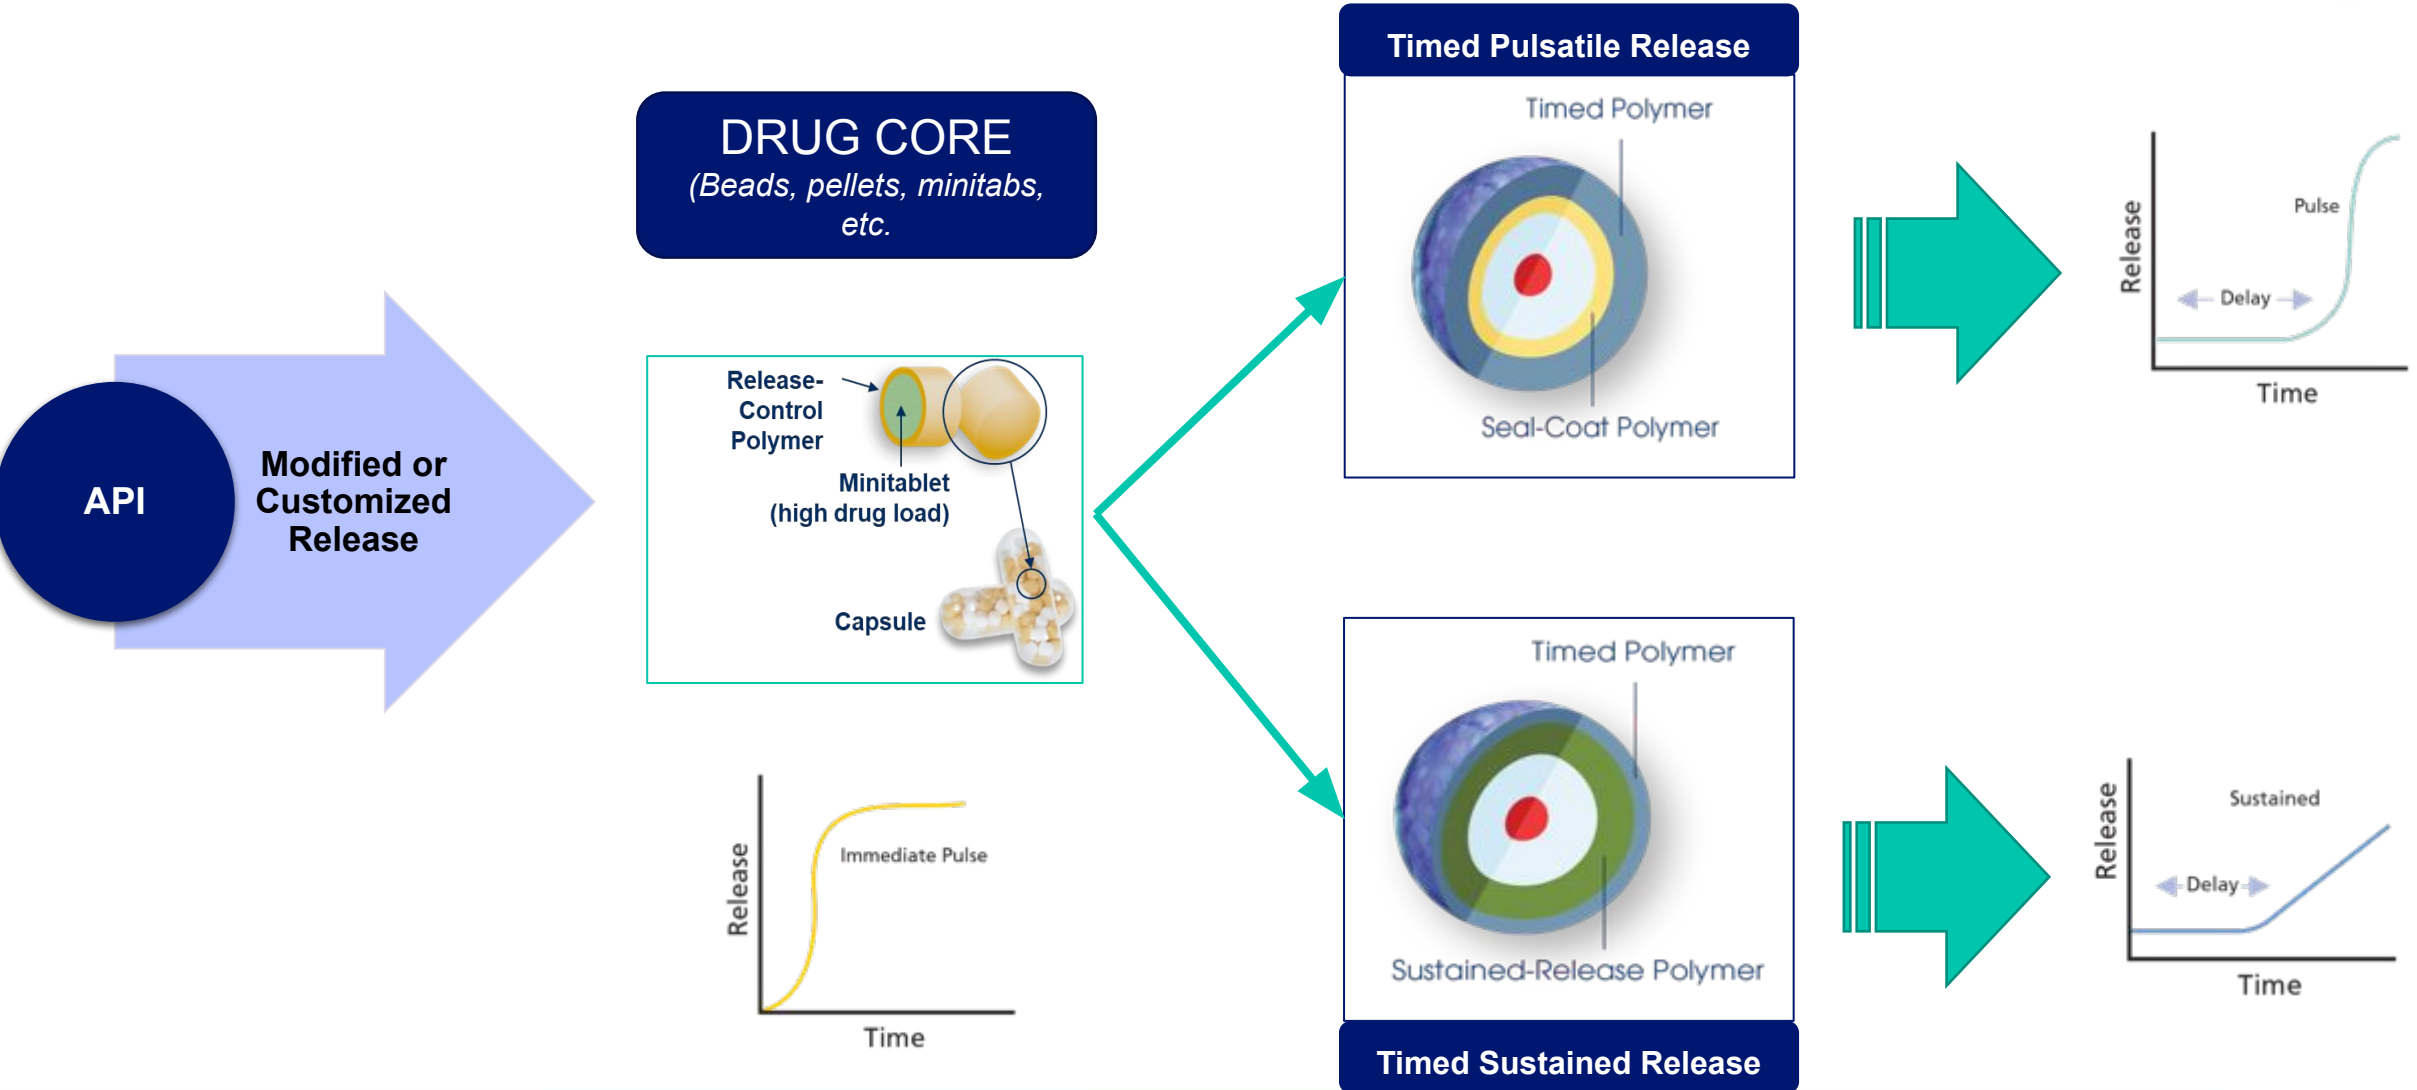 API
Modified or
Customized
Release
DRUG CORE
(Beads, pellets, minitabs,
etc.
Release-
Control
Polymer
Minitablet
(high drug load)
Capsule
Release
Immediate Pulse
Time
Timed Pulsatile Release
Timed Polymer
Seal-Coat Polymer
Release
Pulse
Delay
Time
Timed Polymer
Sustained-Release Polymer
Timed Sustained Release
Release
Sustained
Delay
Time